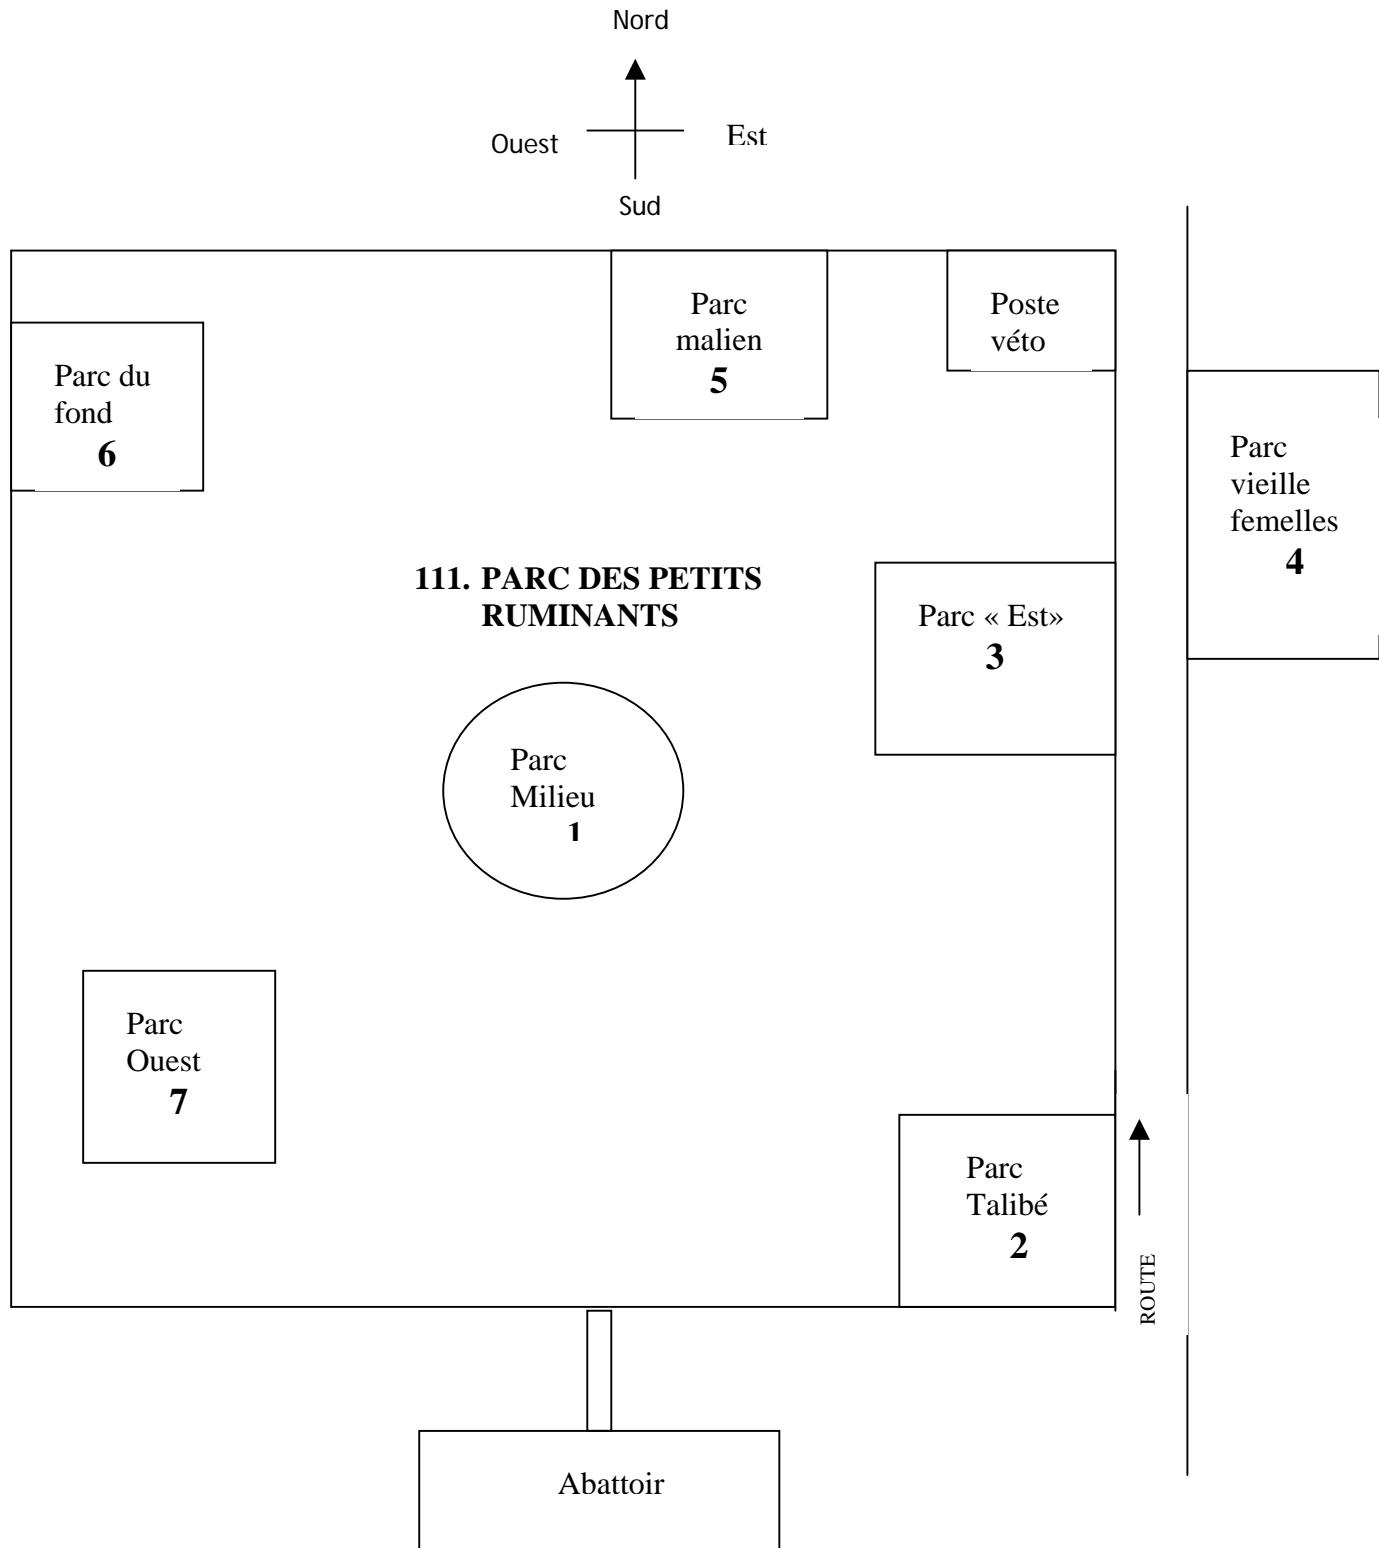 Nord
Ouest
Est
Sud
Parc
malien
5
Poste
véto
Parc du
fond
6
Parc
vieille
femelles
4
111. PARC DES PETITS
RUMINANTS
Parc « Est»
3
Parc
Milieu
1
Parc
Ouest
7
Parc
Talibé
2
ROUTE
Abattoir